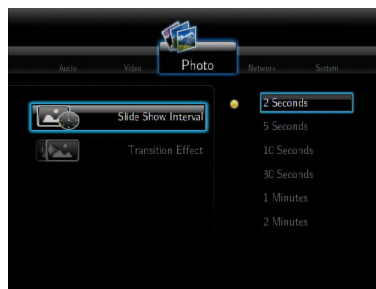 Audio Video Photo Network System
Slide Show Interval
Transition Effect
2 Seconds
5 Seconds
10 Seconds
30 Seconds
1 Minutes
2 Minutes